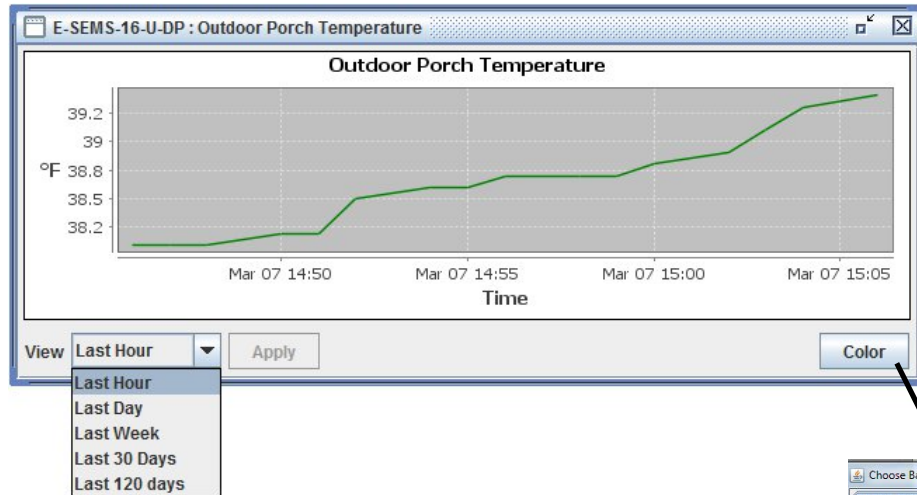 E-SEMS-16-U-DP : Outdoor Porch Temperature
Outdoor Porch Temperature
39.2
39
°F 38.8
38.5
38.2
Mar 07 14:50 Mar 07 14:55 Mar 07 15:00 Mar 07 15:05
Time
View Last Hour Apply Color
Last Hour
Last Day
Last Week
Last 30 Days
Last 120 days
Choose